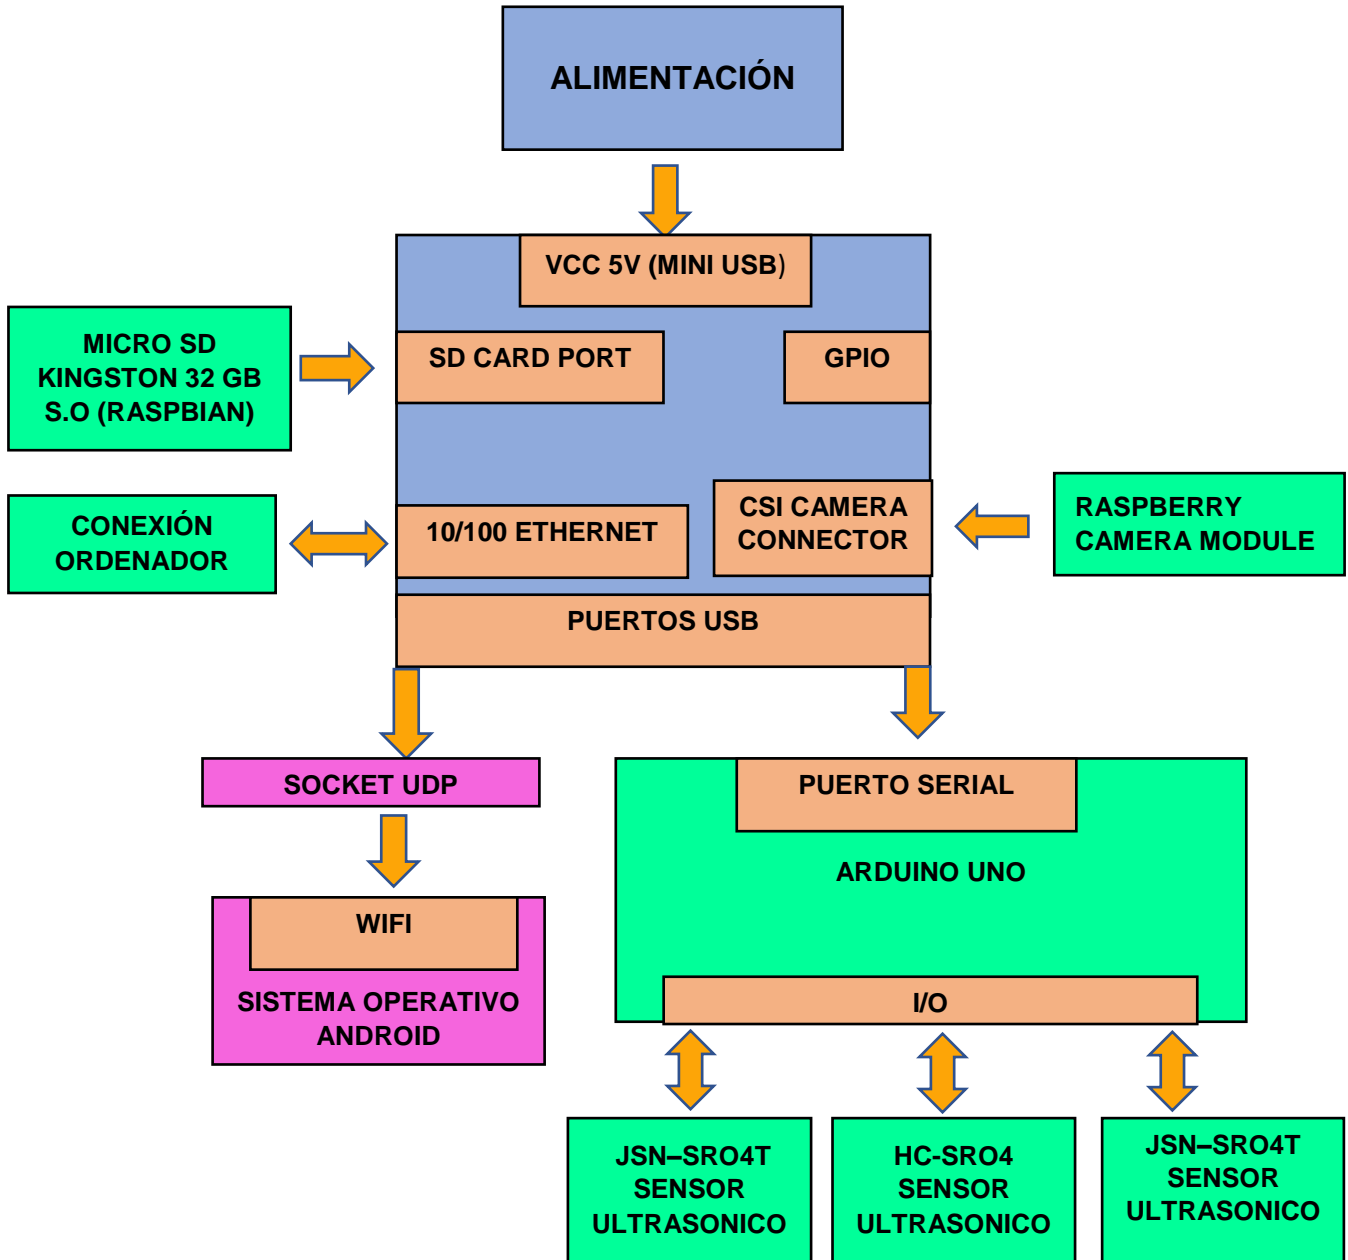 ALIMENTACIÓN
VCC 5V (MINI USB)
MICRO SD
KINGSTON 32 GB
S.O (RASPBIAN)
SD CARD PORT
GPIO
CONEXIÓN
ORDENADOR
10/100 ETHERNET
CSI CAMERA
CONNECTOR
RASPBERRY
CAMERA MODULE
PUERTOS USB
SOCKET UDP
PUERTO SERIAL
ARDUINO UNO
WIFI
SISTEMA OPERATIVO
ANDROID
I/O
JSN–SRO4T
SENSOR
ULTRASONICO
HC-SRO4
SENSOR
ULTRASONICO
JSN–SRO4T
SENSOR
ULTRASONICO